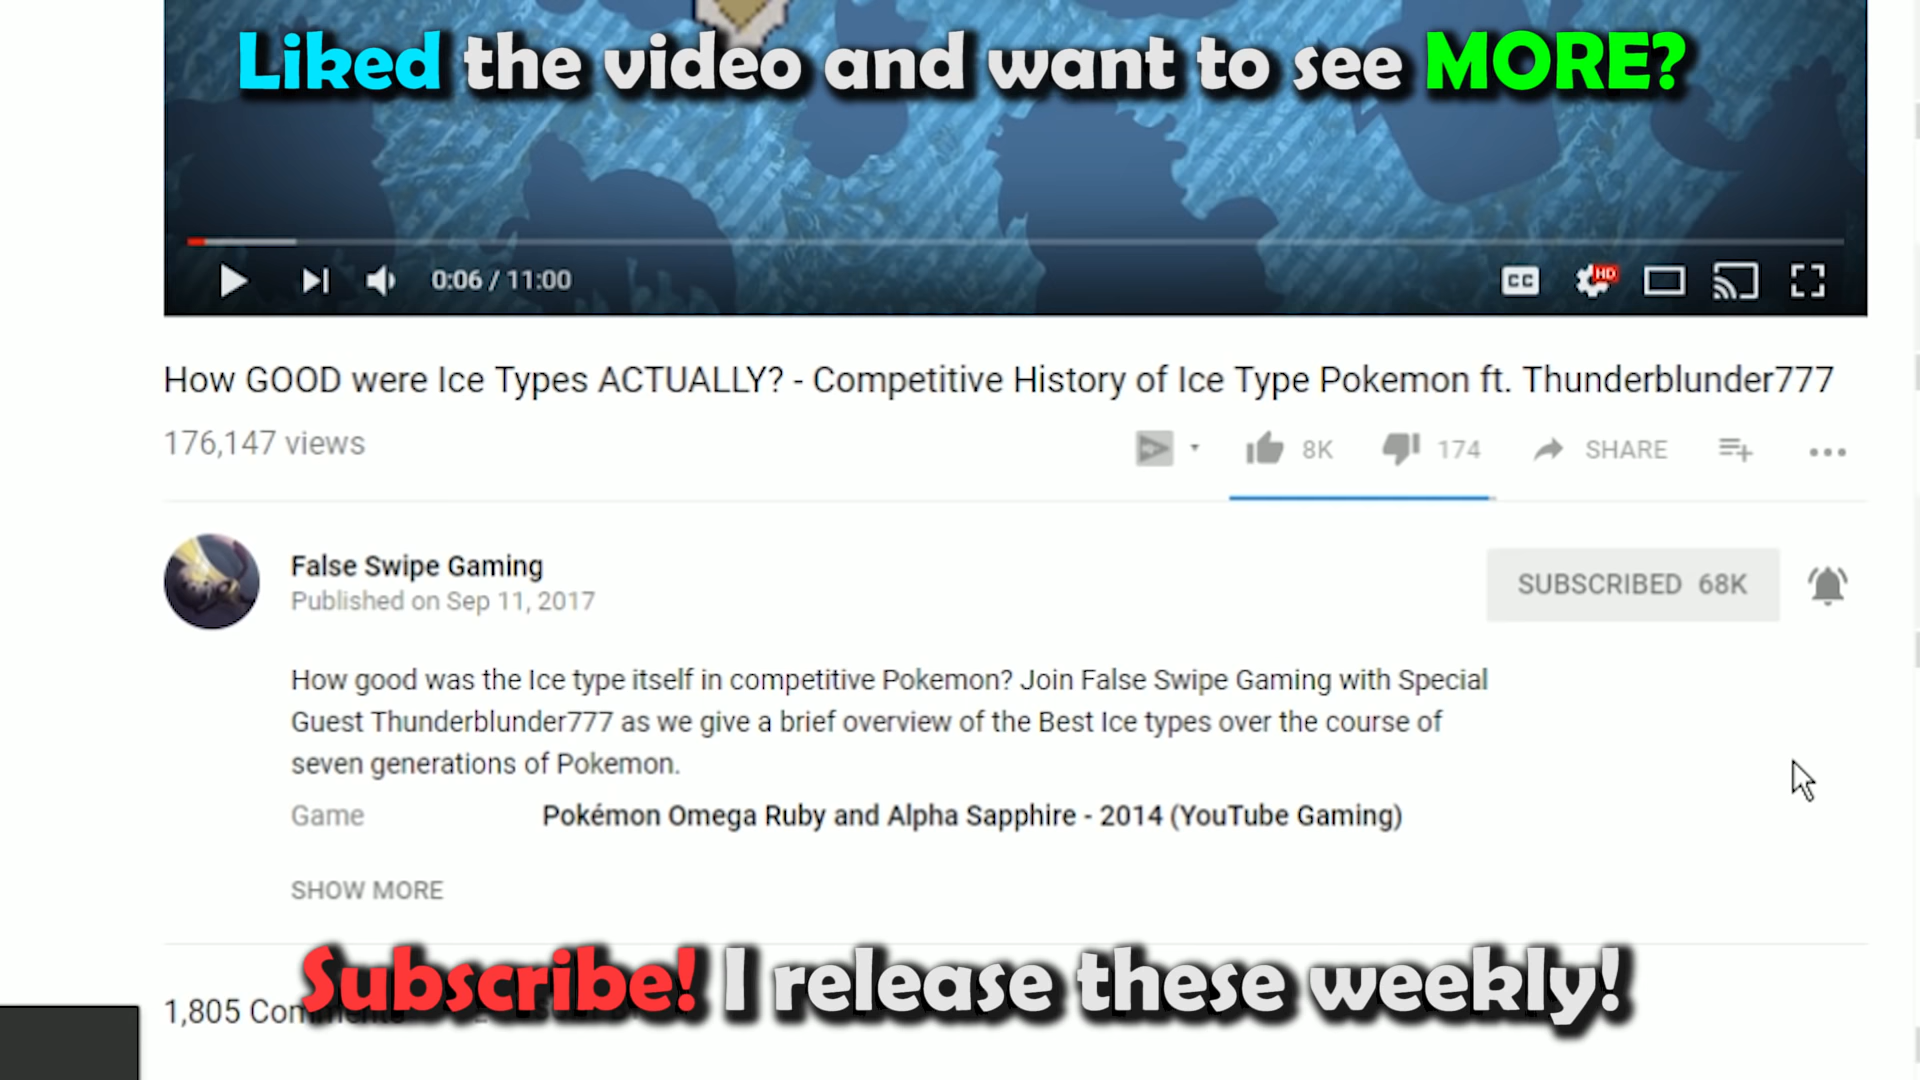 Liked the video and want to see MORE?
0:06 / 11:00
CC
HD
How GOOD were Ice Types ACTUALLY? - Competitive History of Ice Type Pokemon ft. Thunderblunder777
176,147 views
8K
174
SHARE
False Swipe Gaming
Published on Sep 11, 2017
SUBSCRIBED 68K
How good was the Ice type itself in competitive Pokemon? Join False Swipe Gaming with Special
Guest Thunderblunder777 as we give a brief overview of the Best Ice types over the course of
seven generations of Pokemon.
Game Pokémon Omega Ruby and Alpha Sapphire - 2014 (YouTube Gaming)
SHOW MORE
Subscribe! I release these weekly!
1,805 Comments